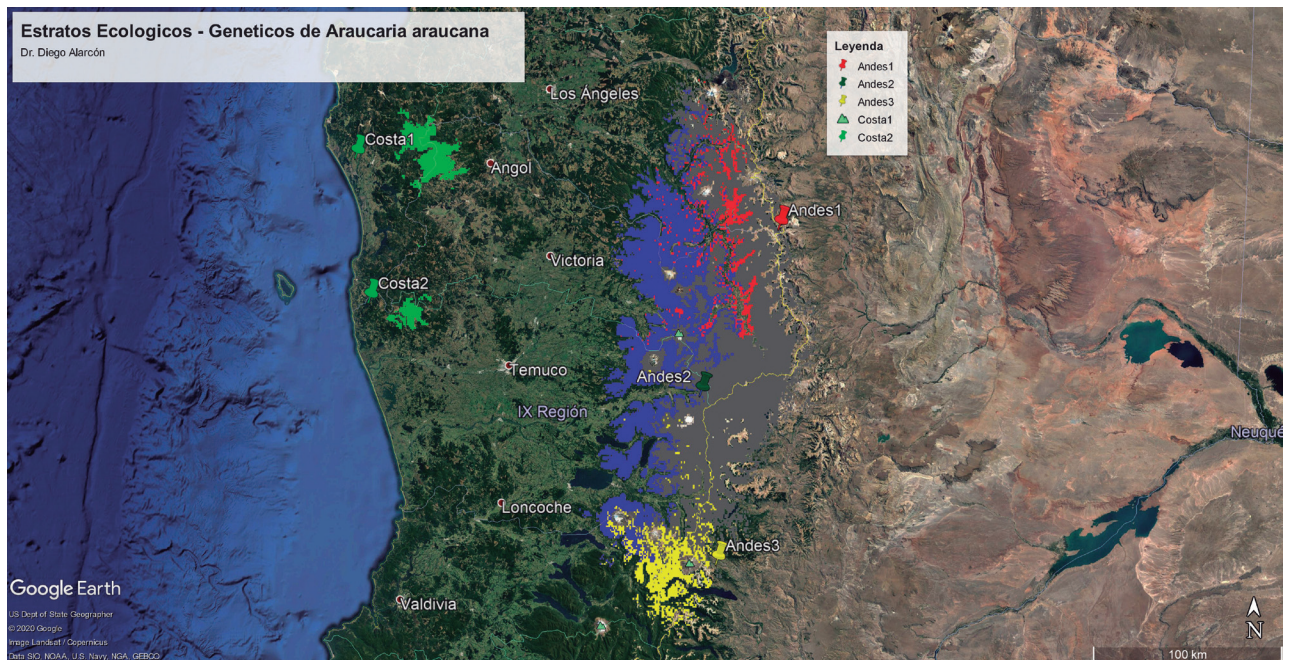 Estratos Ecologicos - Geneticos de Araucaria araucana
Dr. Diego Alarcón
Leyenda
Andes1
Andes2
Andes3
Costa1
Costa2
Los Ángeles
Costa1
Angol
Andes1
Victoria
Costa2
Temuco
Andes2
IX Región
Neuqué
Loncoche
Andes3
Valdivia
Google Earth
US Dept of State Geographer
© 2020 Google
Image Landsat / Copernicus
Data SIO, NOAA, U.S. Navy, NGA, GEBCO
N
100 km